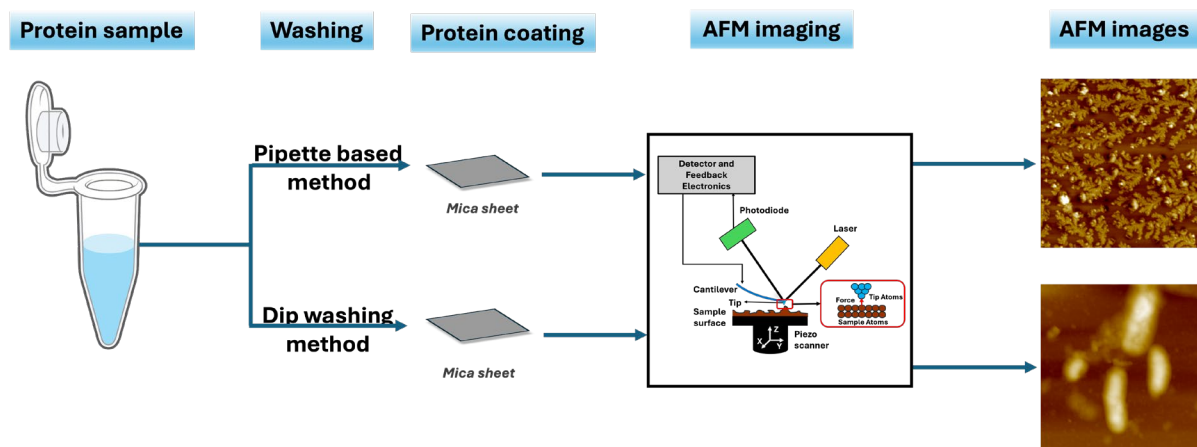 Protein sample
Washing
Protein coating
AFM imaging
AFM images
Pipette based
method
Mica sheet
Dip washing
method
Mica sheet
Detector and
Feedback
Electronics
Photodiode
Laser
Cantilever
Tip
Sample
surface
Force
Tip Atoms
Sample Atoms
X
Z
Y
Piezo
scanner